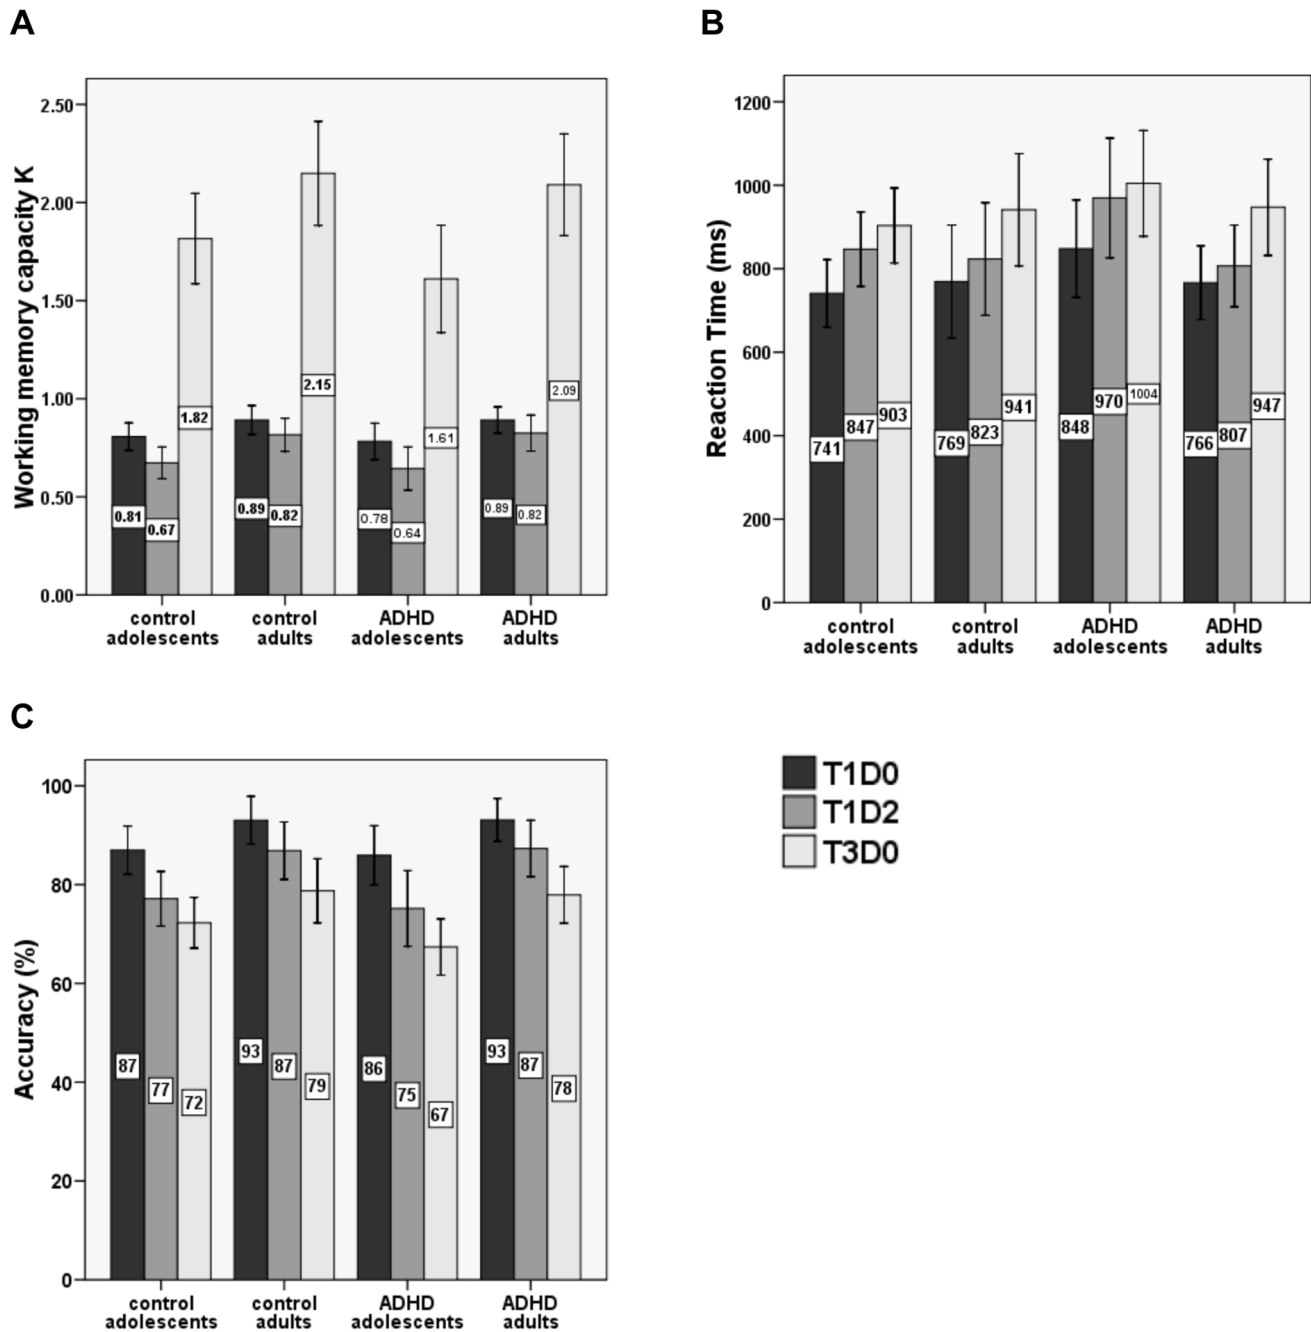 A
Working memory capacity K
2.50
2.00
1.50
1.00
0.50
0.00
0.81
0.67
1.82
0.89
0.82
2.15
0.78
0.64
1.61
0.89
0.82
2.09
control
adolescents
control
adults
ADHD
adolescents
ADHD
adults
B
Reaction Time (ms)
1200
1000
800
600
400
200
0
741
847
903
769
823
941
848
970
1004
766
807
947
control
adolescents
control
adults
ADHD
adolescents
ADHD
adults
C
Accuracy (%)
100
80
60
40
20
0
87
77
72
93
87
79
86
75
67
93
87
78
control
adolescents
control
adults
ADHD
adolescents
ADHD
adults
T1D0
T1D2
T3D0